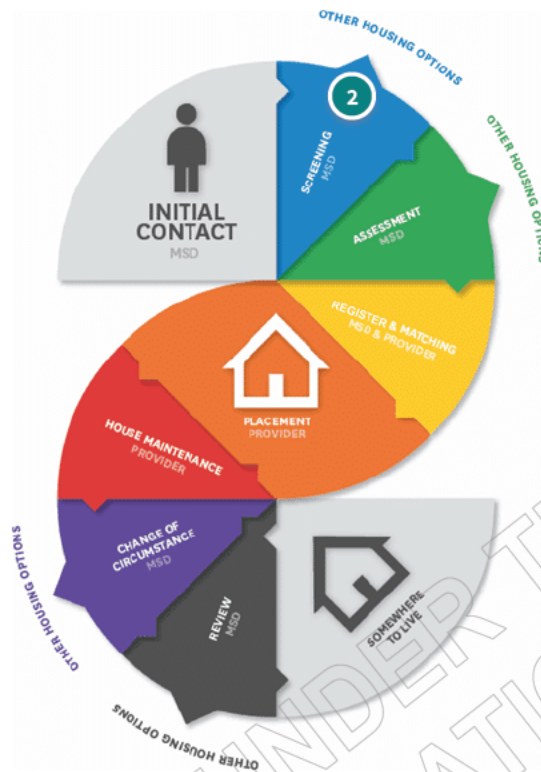 OTHER HOUSING OPTIONS
2
SCREENING
MSD
OTHER HOUSING OPTIONS
INITIAL
CONTACT
MSD
ASSESSMENT
MSD
REGISTER & MATCHING
MSD & PROVIDER
PLACEMENT
PROVIDER
HOUSE MAINTENANCE
PROVIDER
CHANGE OF
CIRCUMSTANCE
MSD
OTHER HOUSING OPTIONS
REVIEW
MSD
SOMEWHERE
TO LIVE
OTHER HOUSING OPTIONS
UNDER